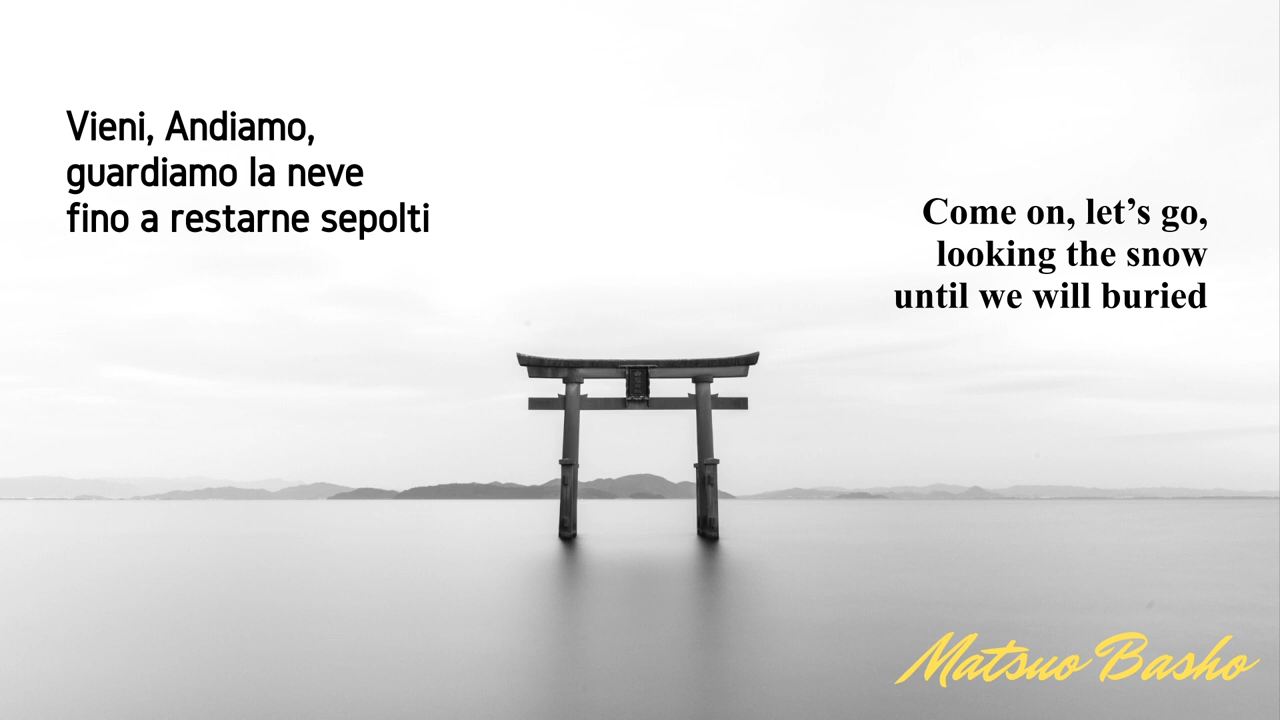 Vieni, Andiamo,
guardiamo la neve
fino a restarne sepolti
Come on, let’s go,
looking the snow
until we will buried
Matsuo Basho